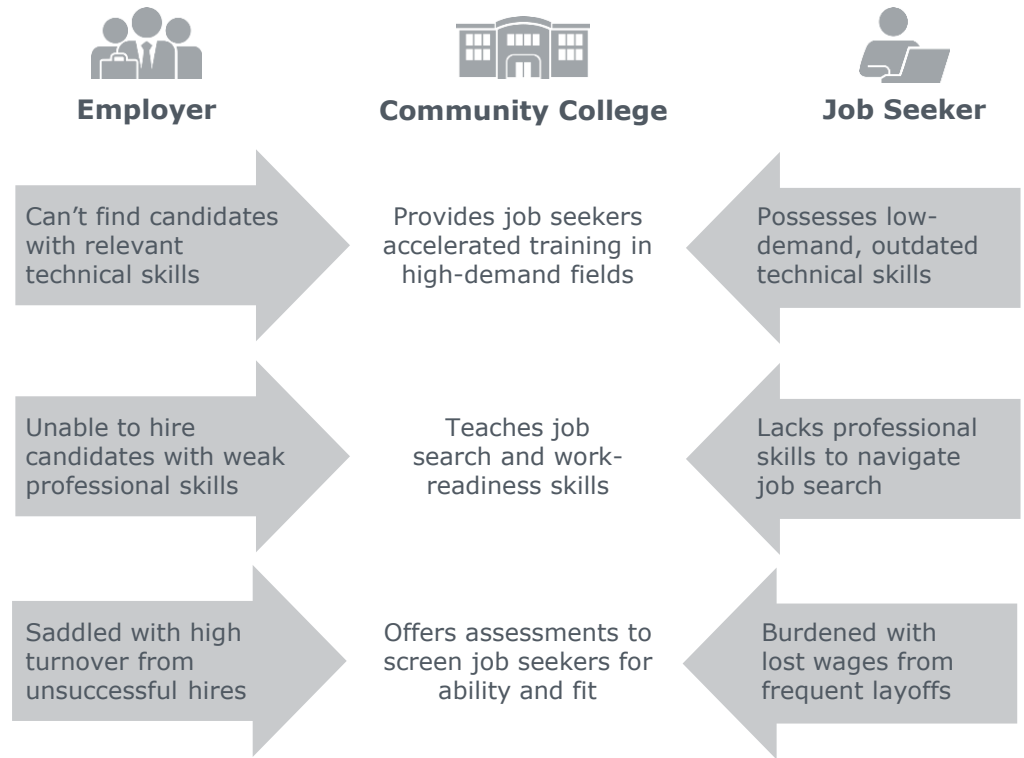 Employer
Community College
Job Seeker
Can’t find candidates
with relevant
technical skills
Provides job seekers
accelerated training in
high-demand fields
Possesses low-
demand, outdated
technical skills
Unable to hire
candidates with weak
professional skills
Teaches job
search and work-
readiness skills
Lacks professional
skills to navigate
job search
Saddled with high
turnover from
unsuccessful hires
Offers assessments to
screen job seekers for
ability and fit
Burdened with
lost wages from
frequent layoffs